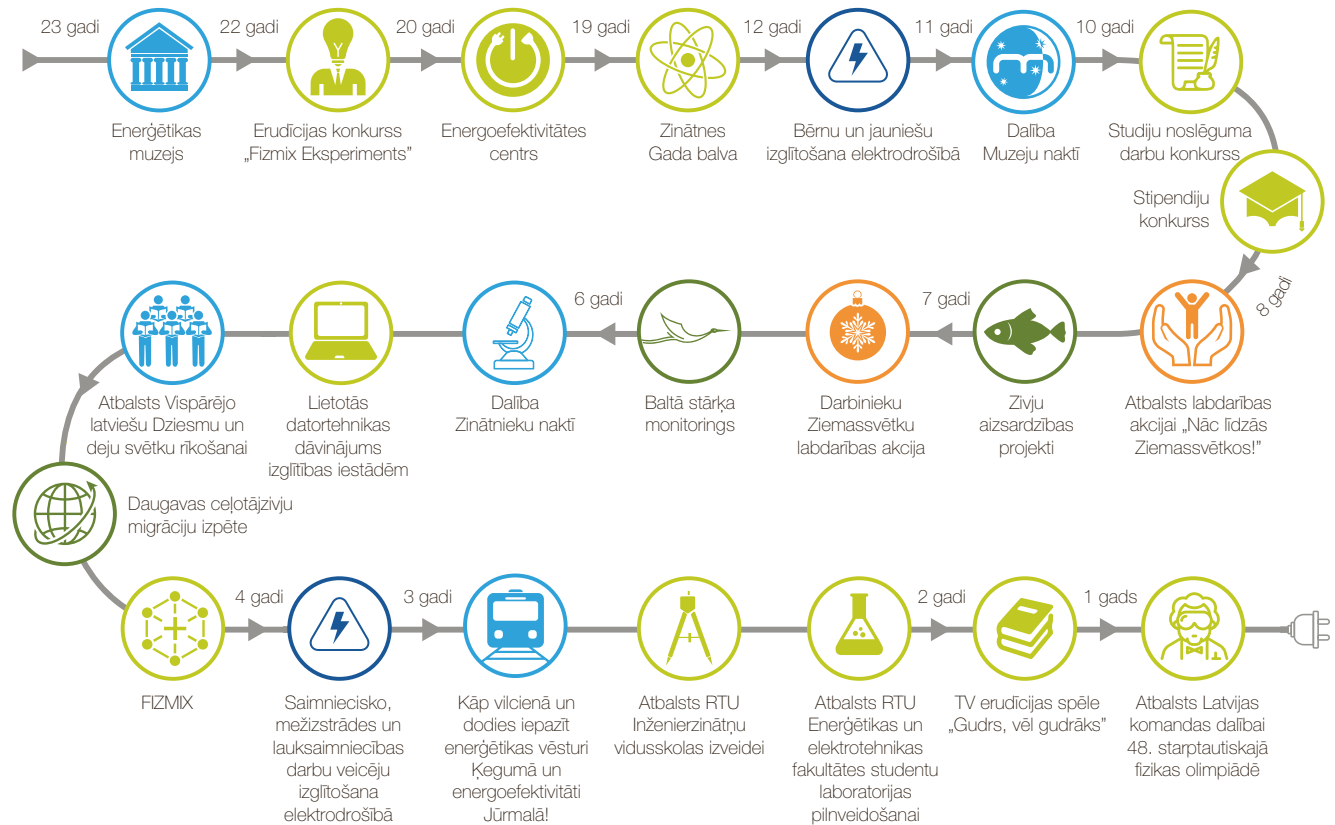 23 gadi
22 gadi
20 gadi
19 gadi
12 gadi
11 gadi
10 gadi
Enerģētikas
muzejs
Erudīcijas konkurss
„Fizmix Eksperiments”
Energoefektivitātes
centrs
Zinātnes
Gada balva
Bērnu un jauniešu
izglītošana elektrodrošībā
Dalība
Muzeju naktī
Studiju noslēguma
darbu konkurss
Stipendiju
konkurss
8 gadi
7 gadi
6 gadi
Atbalsts labdarības
akcijai „Nāc līdzās
Ziemassvētkos!”
Zivju
aizsardzības
projekti
Darbinieku
Ziemassvētku
labdarības akcija
Baltā stārķa
monitorings
Dalība
Zinātnieku naktī
Lietotās
datortehnikas
dāvinājums
izglītības iestādēm
Atbalsts Vispārējo
latviešu Dziesmu un
deju svētku rīkošanai
Daugavas ceļotājzivju
migrāciju izpēte
4 gadi
3 gadi
2 gadi
1 gads
FIZMIX
Saimniecisko,
mežizstrādes un
lauksaimniecības
darbu veicēju
izglītošana
elektrodrošībā
Kāp vilcienā un
dodies iepazīt
enerģētikas vēsturi
Ķegumā un
energoefektivitāti
Jūrmalā!
Atbalsts RTU
Inženierzinātņu
vidusskolas izveidei
Atbalsts RTU
Enerģētikas un
elektrotehnikas
fakultātes studentu
laboratorijas
pilnveidošanai
TV erudīcijas spēle
„Gudrs, vēl gudrāks”
Atbalsts Latvijas
komandas dalībai
48. starptautiskajā
fizikas olimpiādē